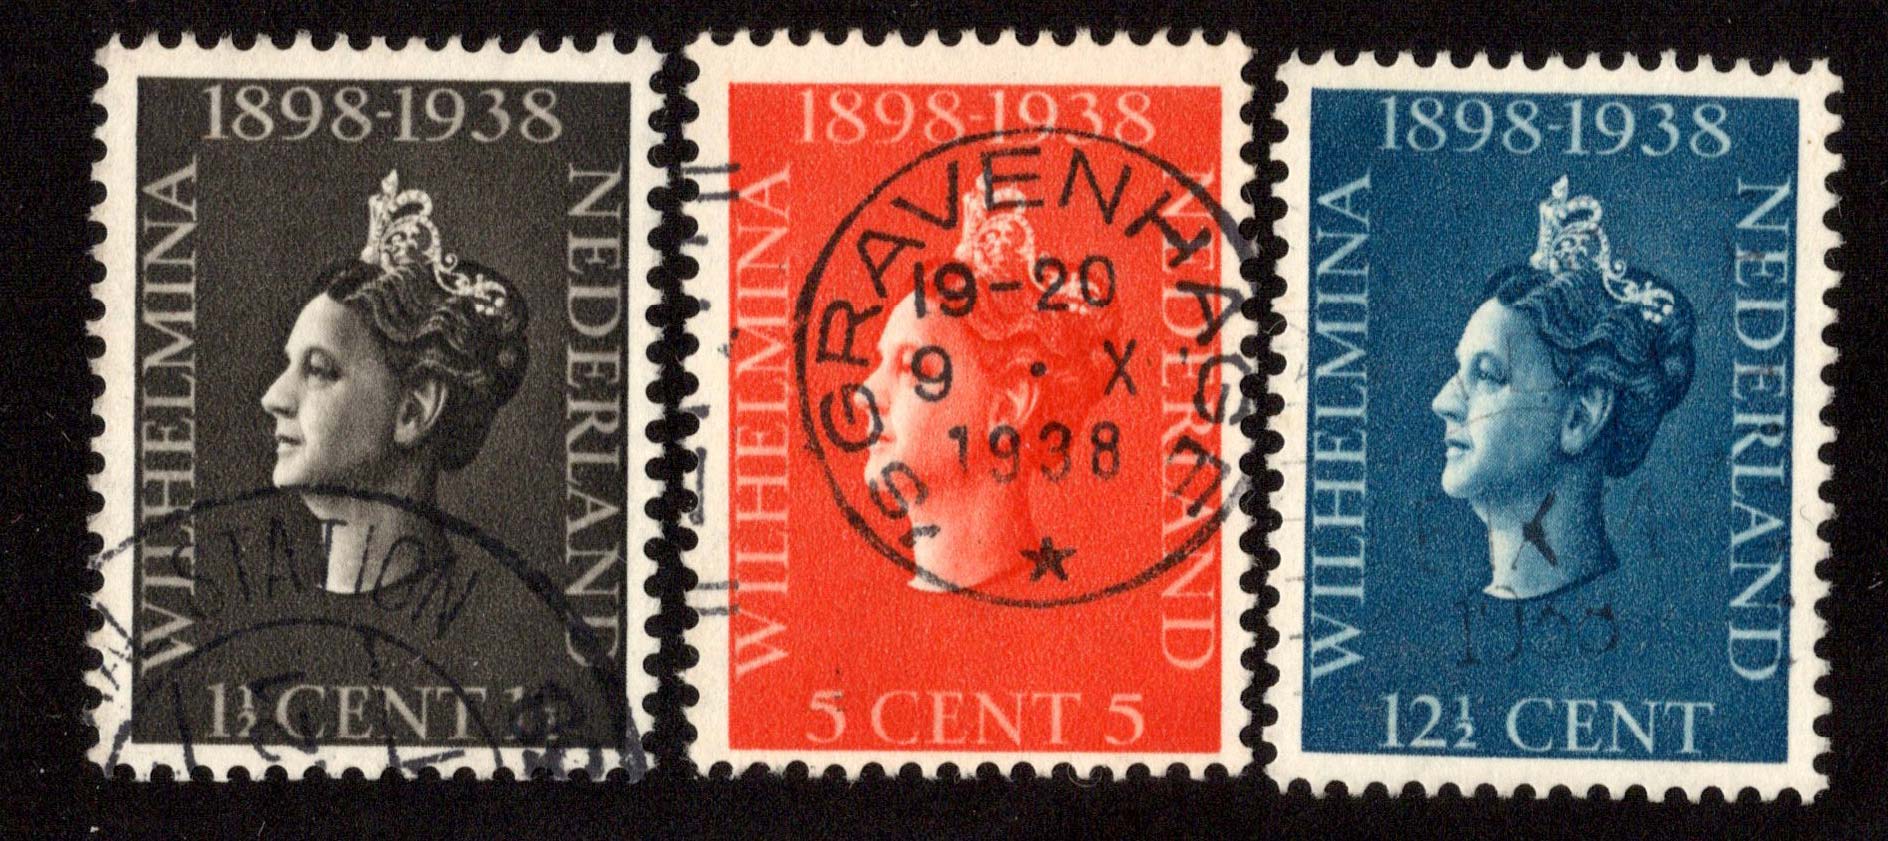 1898-1938
WILHELMINA
NEDERLAND
1½ CENT 1½
STATION
1898-1938
WILHELMINA
NEDERLAND
5 CENT 5
'S GRAVENHAGE
19-20
9 · X
1938
1898-1938
WILHELMINA
NEDERLAND
12½ CENT
X